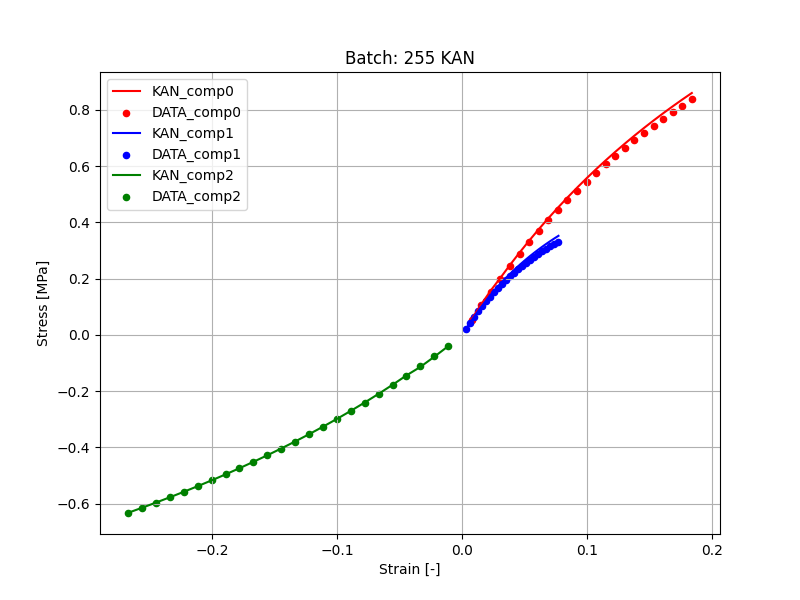 Batch: 255 KAN
KAN_comp0
DATA_comp0
KAN_comp1
DATA_comp1
KAN_comp2
DATA_comp2
Stress [MPa]
0.8
0.6
0.4
0.2
0.0
−0.2
−0.4
−0.6
−0.2
−0.1
0.0
0.1
0.2
Strain [-]